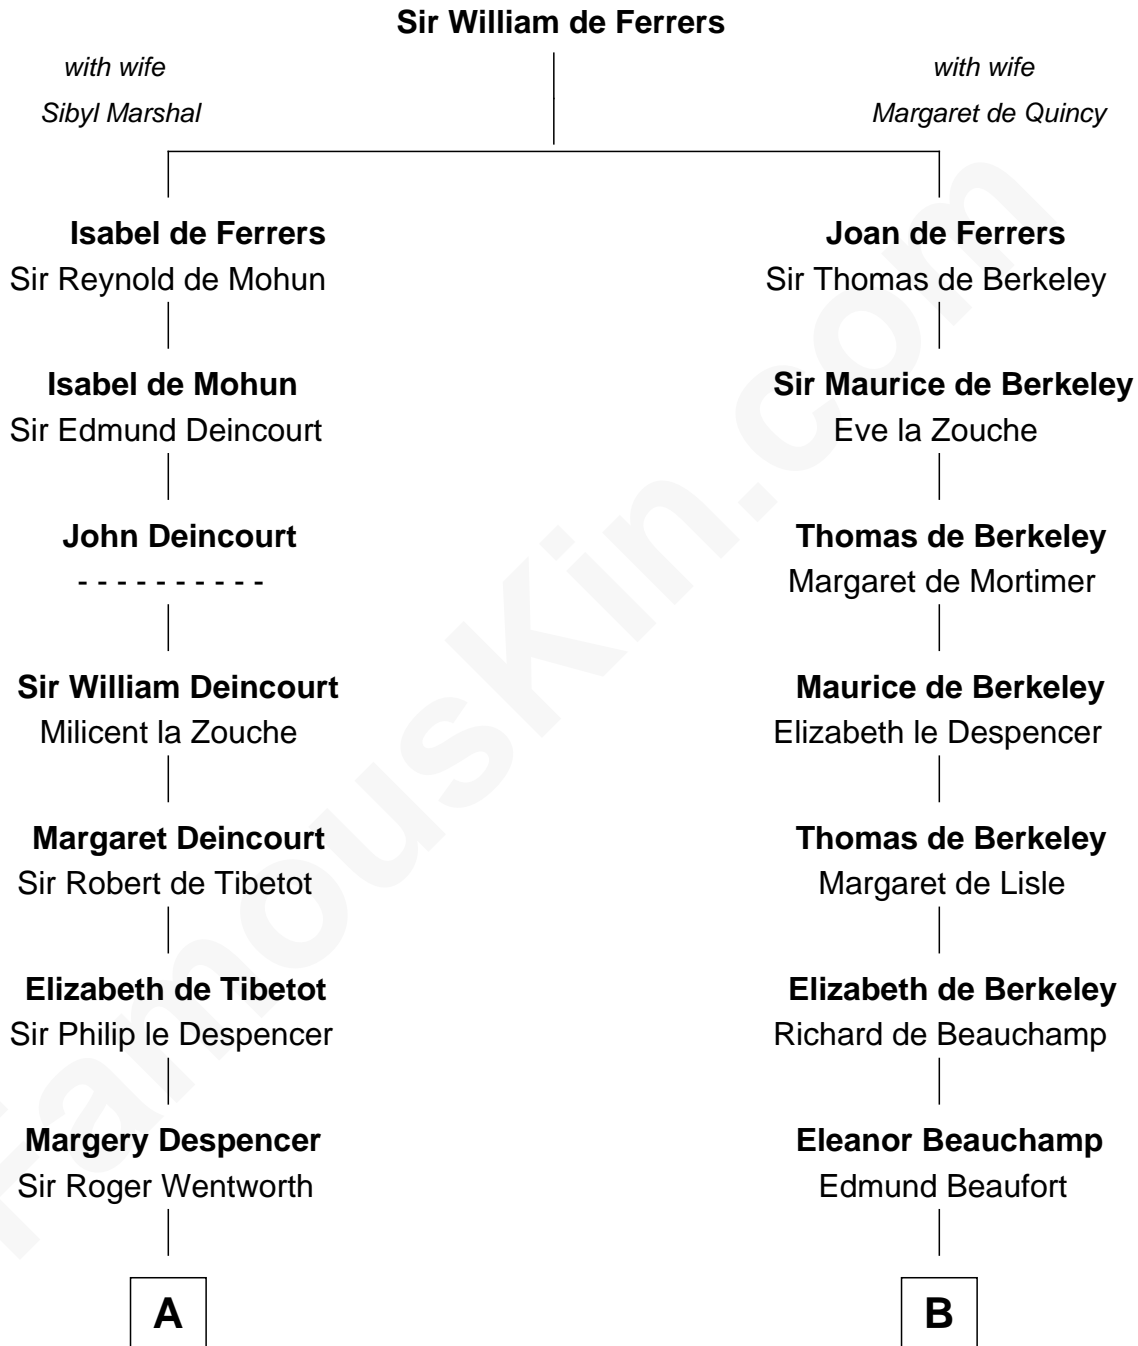 Sir William de Ferrers
with wife
Sibyl Marshal
with wife
Margaret de Quincy
Isabel de Ferrers
Sir Reynold de Mohun
Joan de Ferrers
Sir Thomas de Berkeley
Isabel de Mohun
Sir Edmund Deincourt
Sir Maurice de Berkeley
Eve la Zouche
John Deincourt
- - - - - - - - - -
Thomas de Berkeley
Margaret de Mortimer
Sir William Deincourt
Milicent la Zouche
Maurice de Berkeley
Elizabeth le Despencer
Margaret Deincourt
Sir Robert de Tibetot
Thomas de Berkeley
Margaret de Lisle
Elizabeth de Tibetot
Sir Philip le Despencer
Elizabeth de Berkeley
Richard de Beauchamp
Margery Despencer
Sir Roger Wentworth
Eleanor Beauchamp
Edmund Beaufort
A
B
FamousKin.com